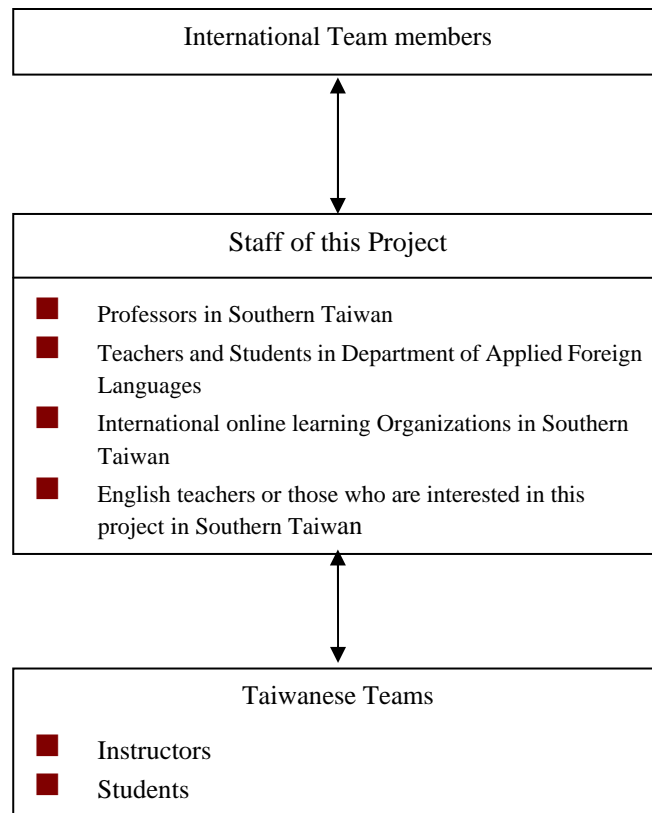 International Team members
Staff of this Project
Professors in Southern Taiwan
Teachers and Students in Department of Applied Foreign
Languages
International online learning Organizations in Southern
Taiwan
English teachers or those who are interested in this
project in Southern Taiwan
Taiwanese Teams
Instructors
Students